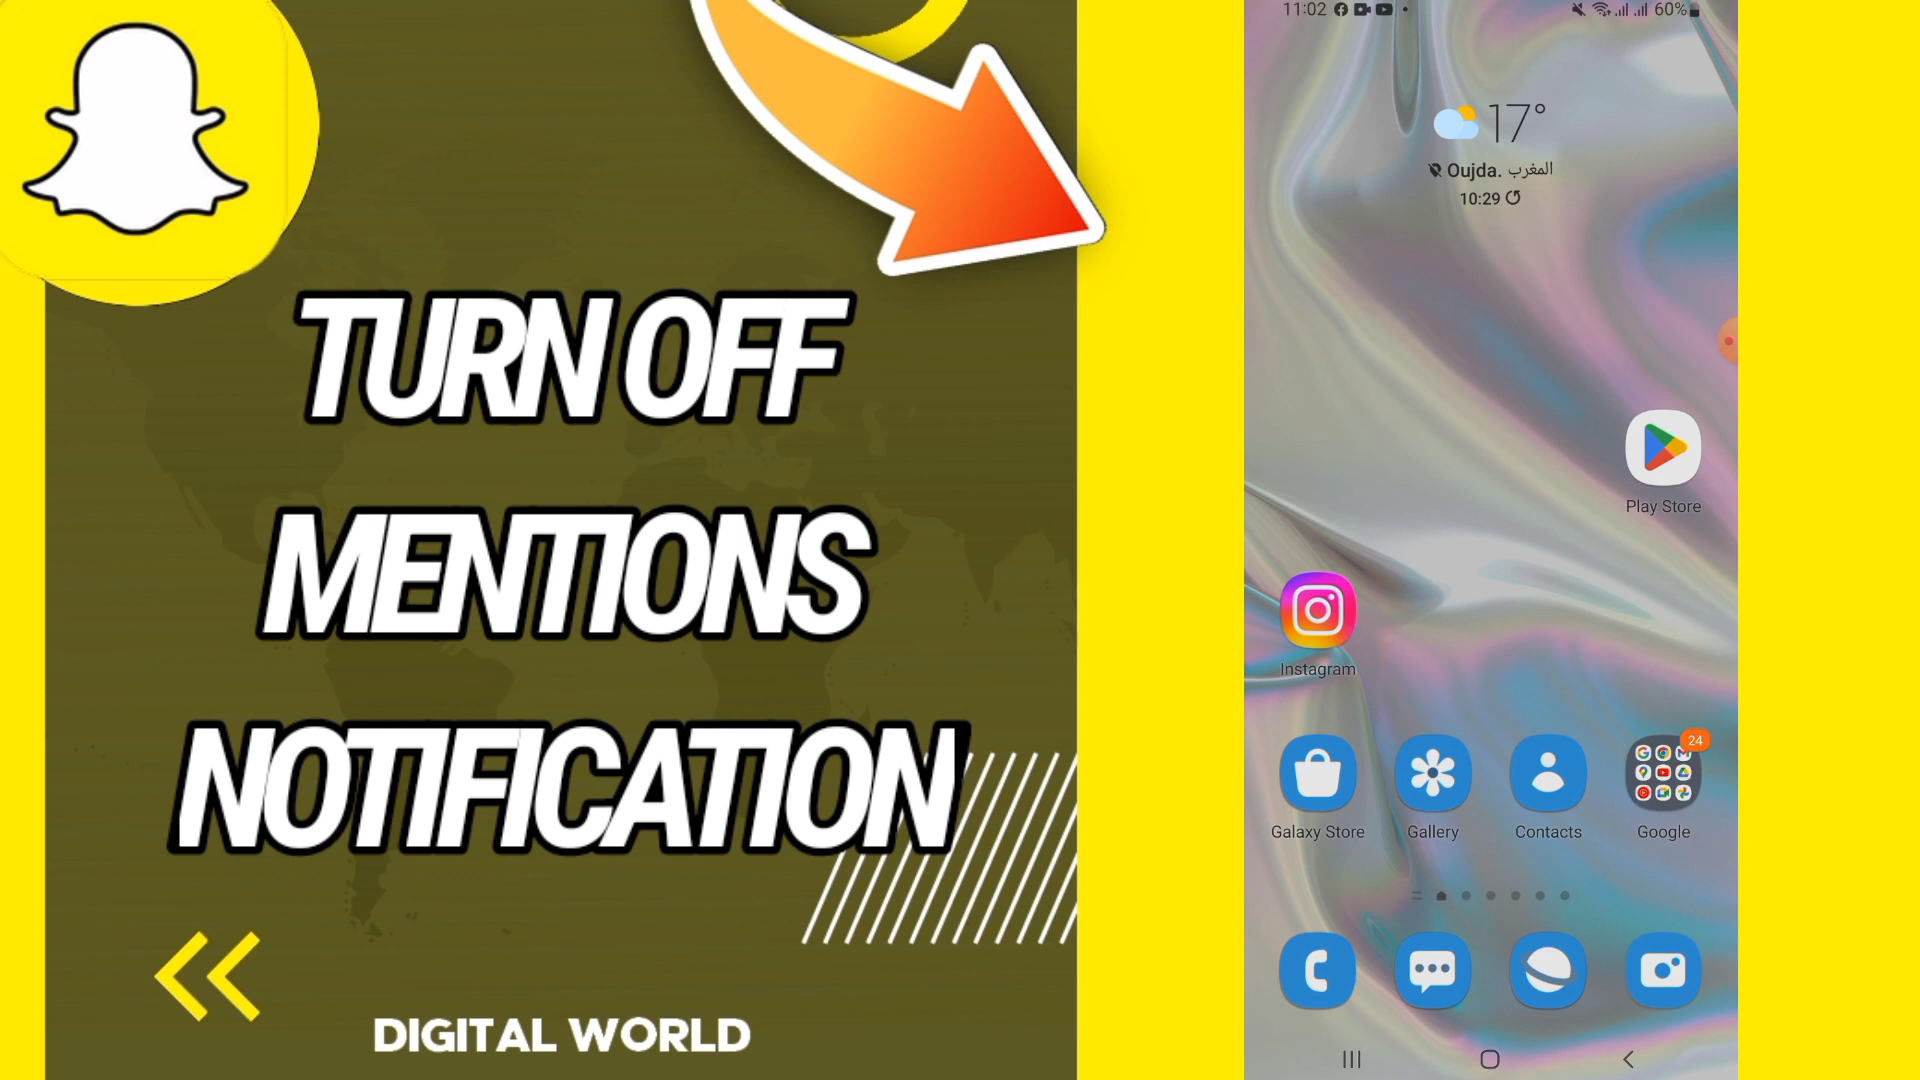 TURN OFF
MENTIONS
NOTIFICATION
DIGITAL WORLD
11:02
60%
17°
Oujda. المغرب
10:29
Play Store
Instagram
24
Galaxy Store
Gallery
Contacts
Google